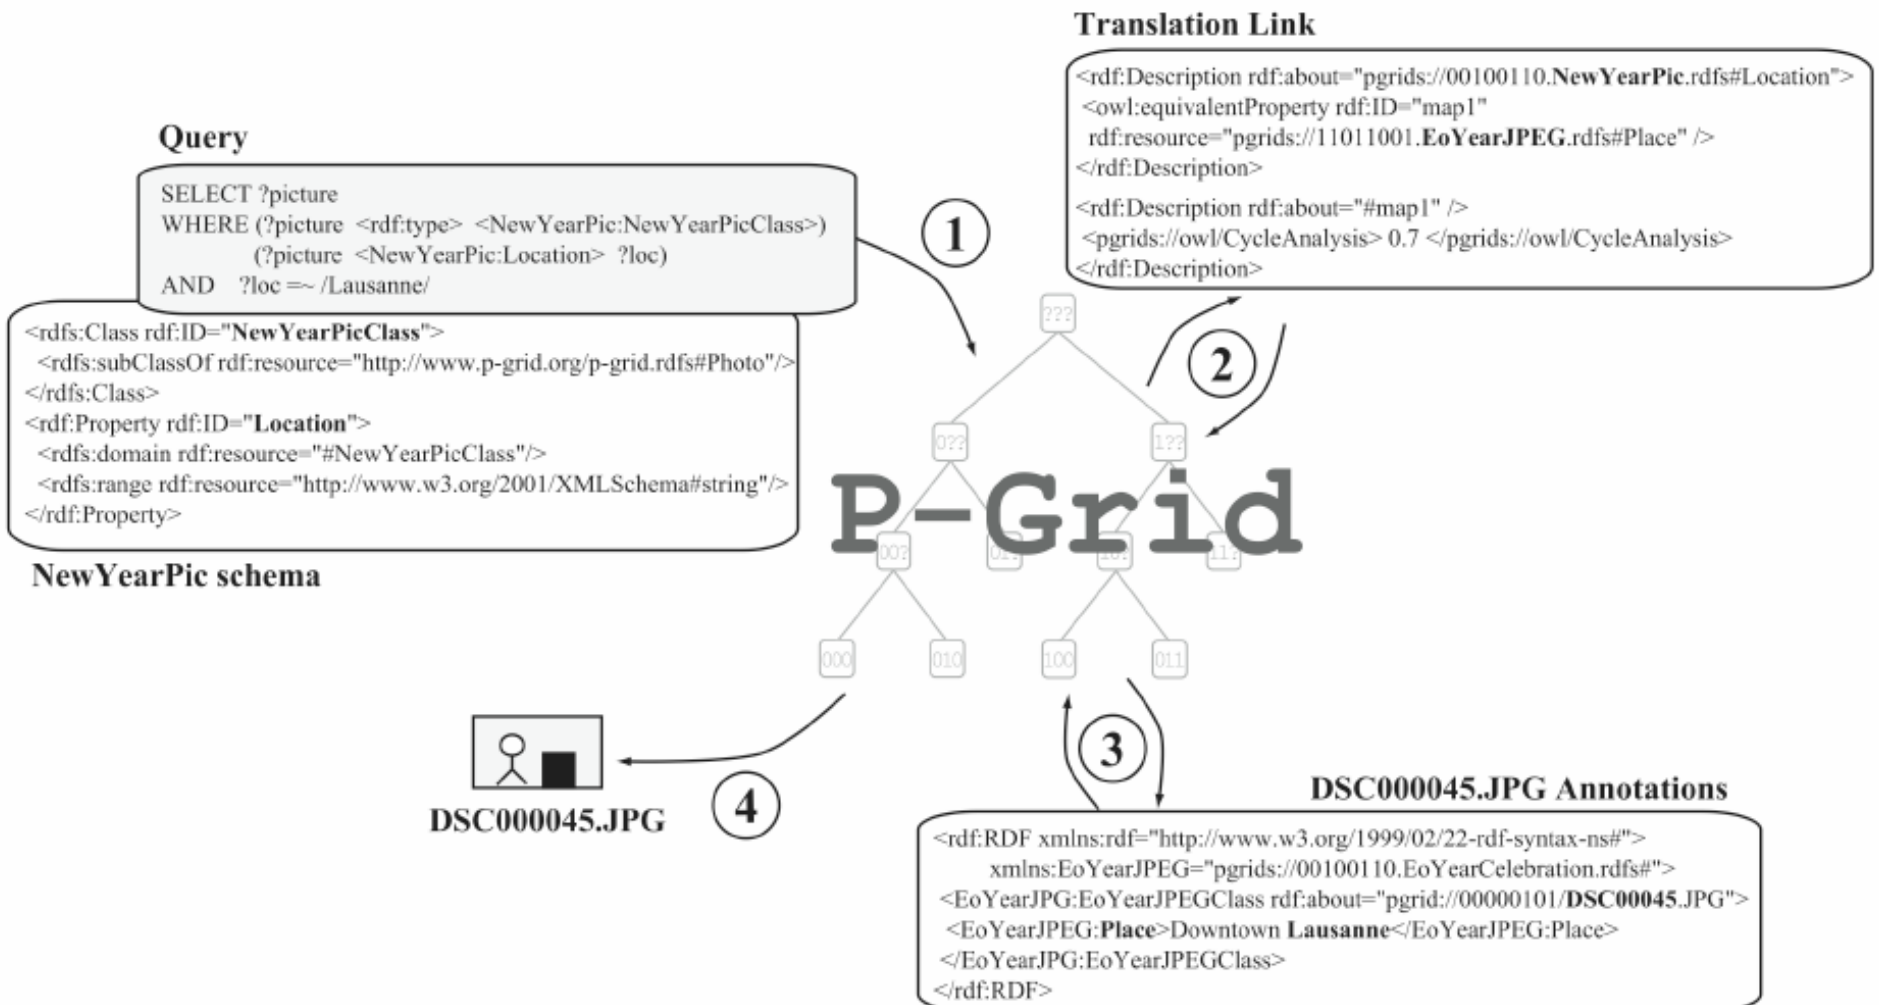 Translation Link
<rdf:Description rdf:about="pgrids://00100110.NewYearPic.rdfs#Location">
<owl:equivalentProperty rdf:ID="map1"
rdf:resource="pgrids://11011001.EoYearJPEG.rdfs#Place" />
</rdf:Description>
<rdf:Description rdf:about="#map1" />
<pgrids://owl/CycleAnalysis> 0.7 </pgrids://owl/CycleAnalysis>
</rdf:Description>
Query
SELECT ?picture
WHERE (?picture <rdf:type> <NewYearPic:NewYearPicClass>)
(?picture <NewYearPic:Location> ?loc)
AND ?loc =~ /Lausanne/
<rdfs:Class rdf:ID="NewYearPicClass">
<rdfs:subClassOf rdf:resource="http://www.p-grid.org/p-grid.rdfs#Photo"/>
</rdfs:Class>
<rdf:Property rdf:ID="Location">
<rdfs:domain rdf:resource="#NewYearPicClass"/>
<rdfs:range rdf:resource="http://www.w3.org/2001/XMLSchema#string"/>
</rdf:Property>
NewYearPic schema
1
2
???
0??
1??
P-Grid
00?
01?
10?
11?
000
010
100
011
3
4
DSC000045.JPG
DSC000045.JPG Annotations
<rdf:RDF xmlns:rdf="http://www.w3.org/1999/02/22-rdf-syntax-ns#">
xmlns:EoYearJPEG="pgrids://00100110.EoYearCelebration.rdfs#">
<EoYearJPG:EoYearJPEGClass rdf:about="pgrid://00000101/DSC00045.JPG">
<EoYearJPEG:Place>Downtown Lausanne</EoYearJPEG:Place>
</EoYearJPG:EoYearJPEGClass>
</rdf:RDF>